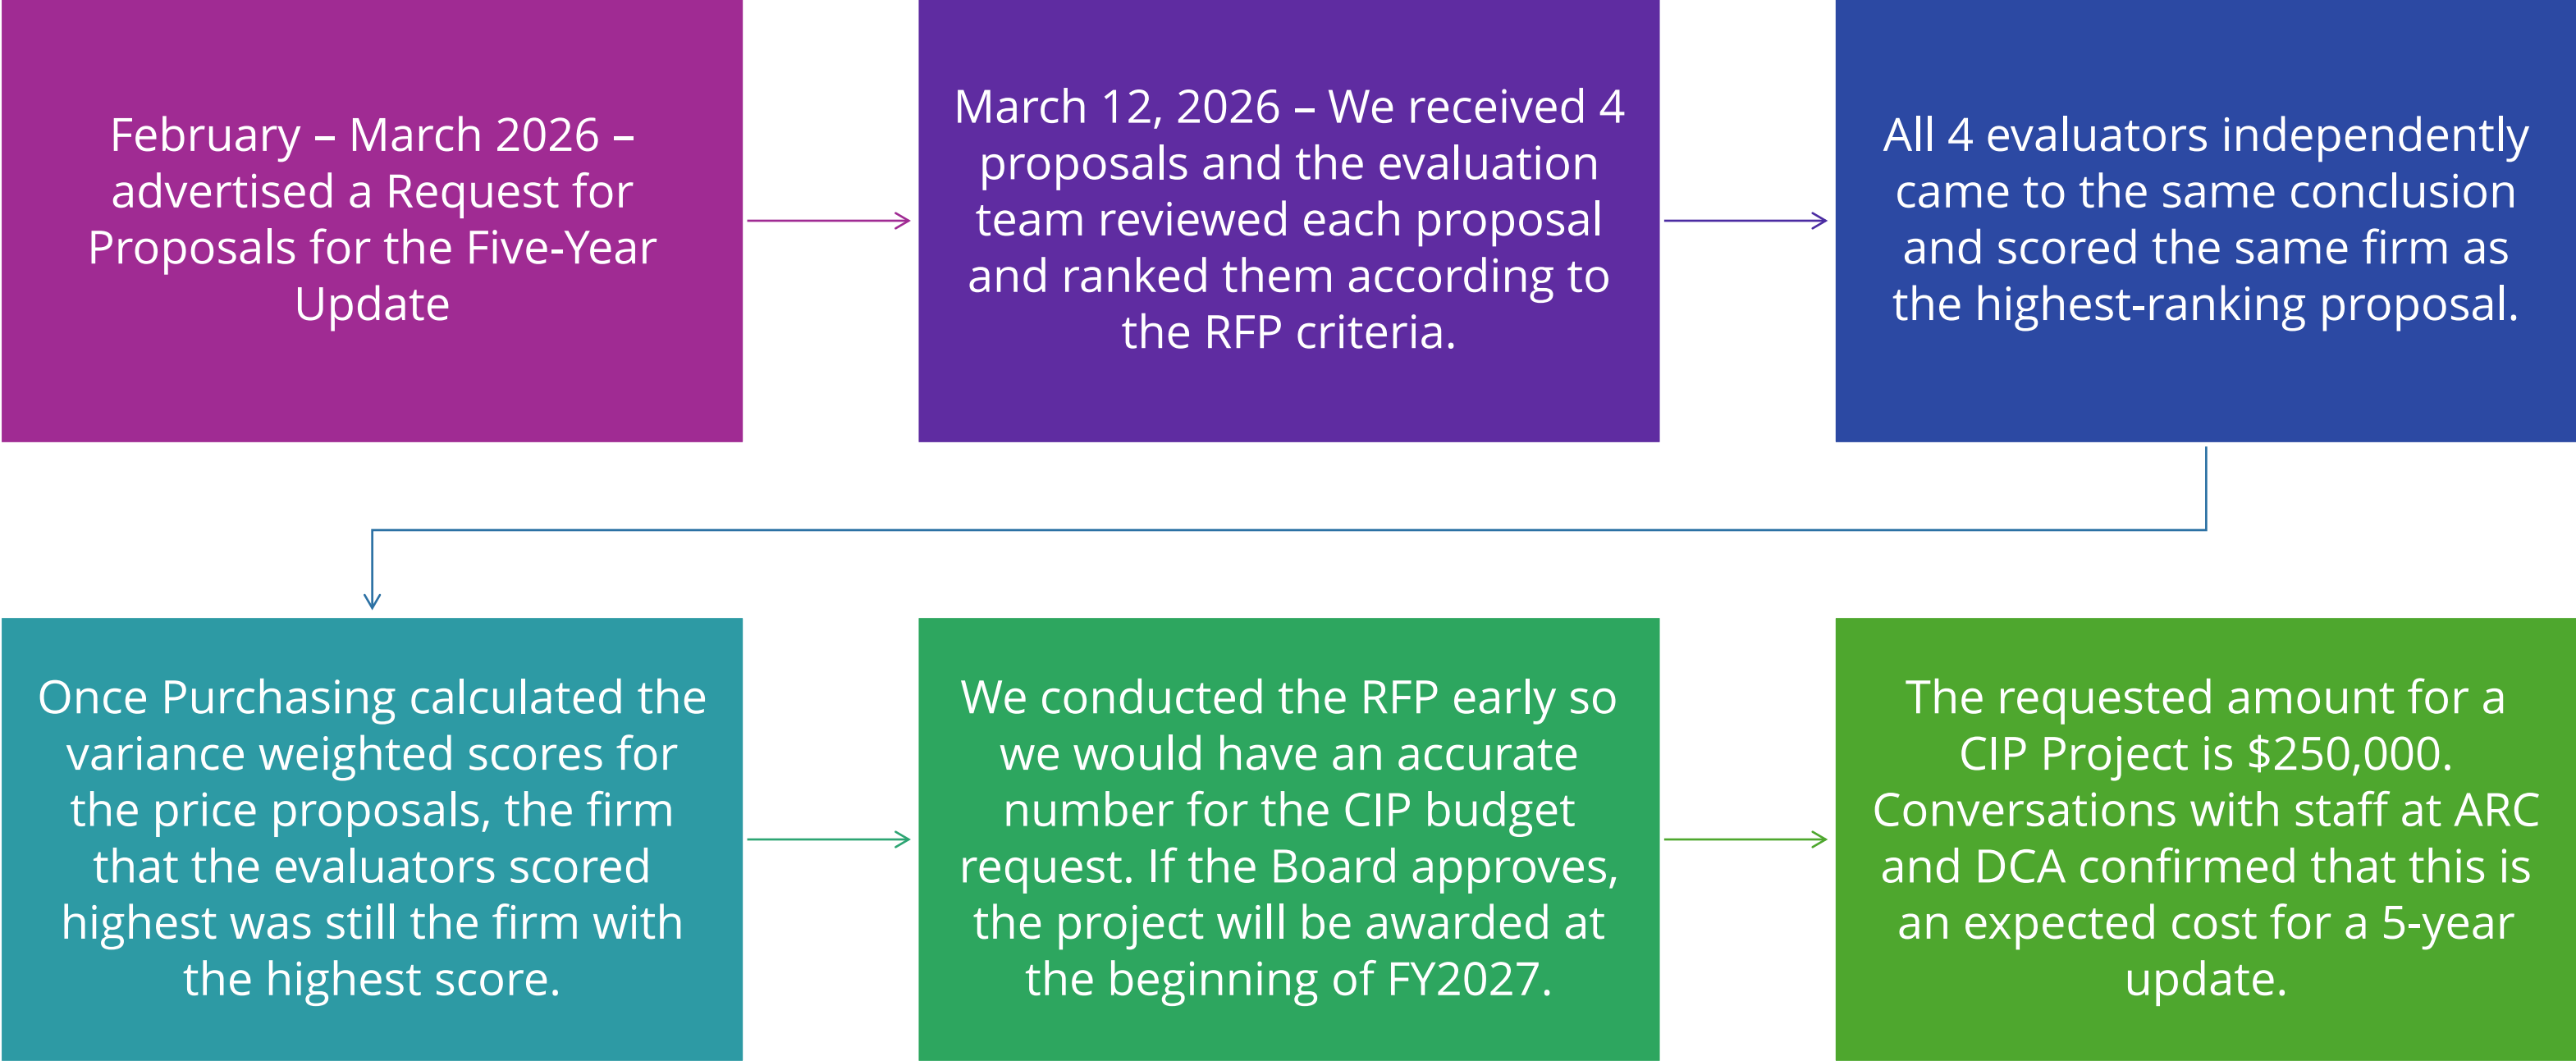 February – March 2026 –
advertised a Request for
Proposals for the Five-Year
Update
March 12, 2026 – We received 4
proposals and the evaluation
team reviewed each proposal
and ranked them according to
the RFP criteria.
All 4 evaluators independently
came to the same conclusion
and scored the same firm as
the highest-ranking proposal.
Once Purchasing calculated the
variance weighted scores for
the price proposals, the firm
that the evaluators scored
highest was still the firm with
the highest score.
We conducted the RFP early so
we would have an accurate
number for the CIP budget
request. If the Board approves,
the project will be awarded at
the beginning of FY2027.
The requested amount for a
CIP Project is $250,000.
Conversations with staff at ARC
and DCA confirmed that this is
an expected cost for a 5-year
update.